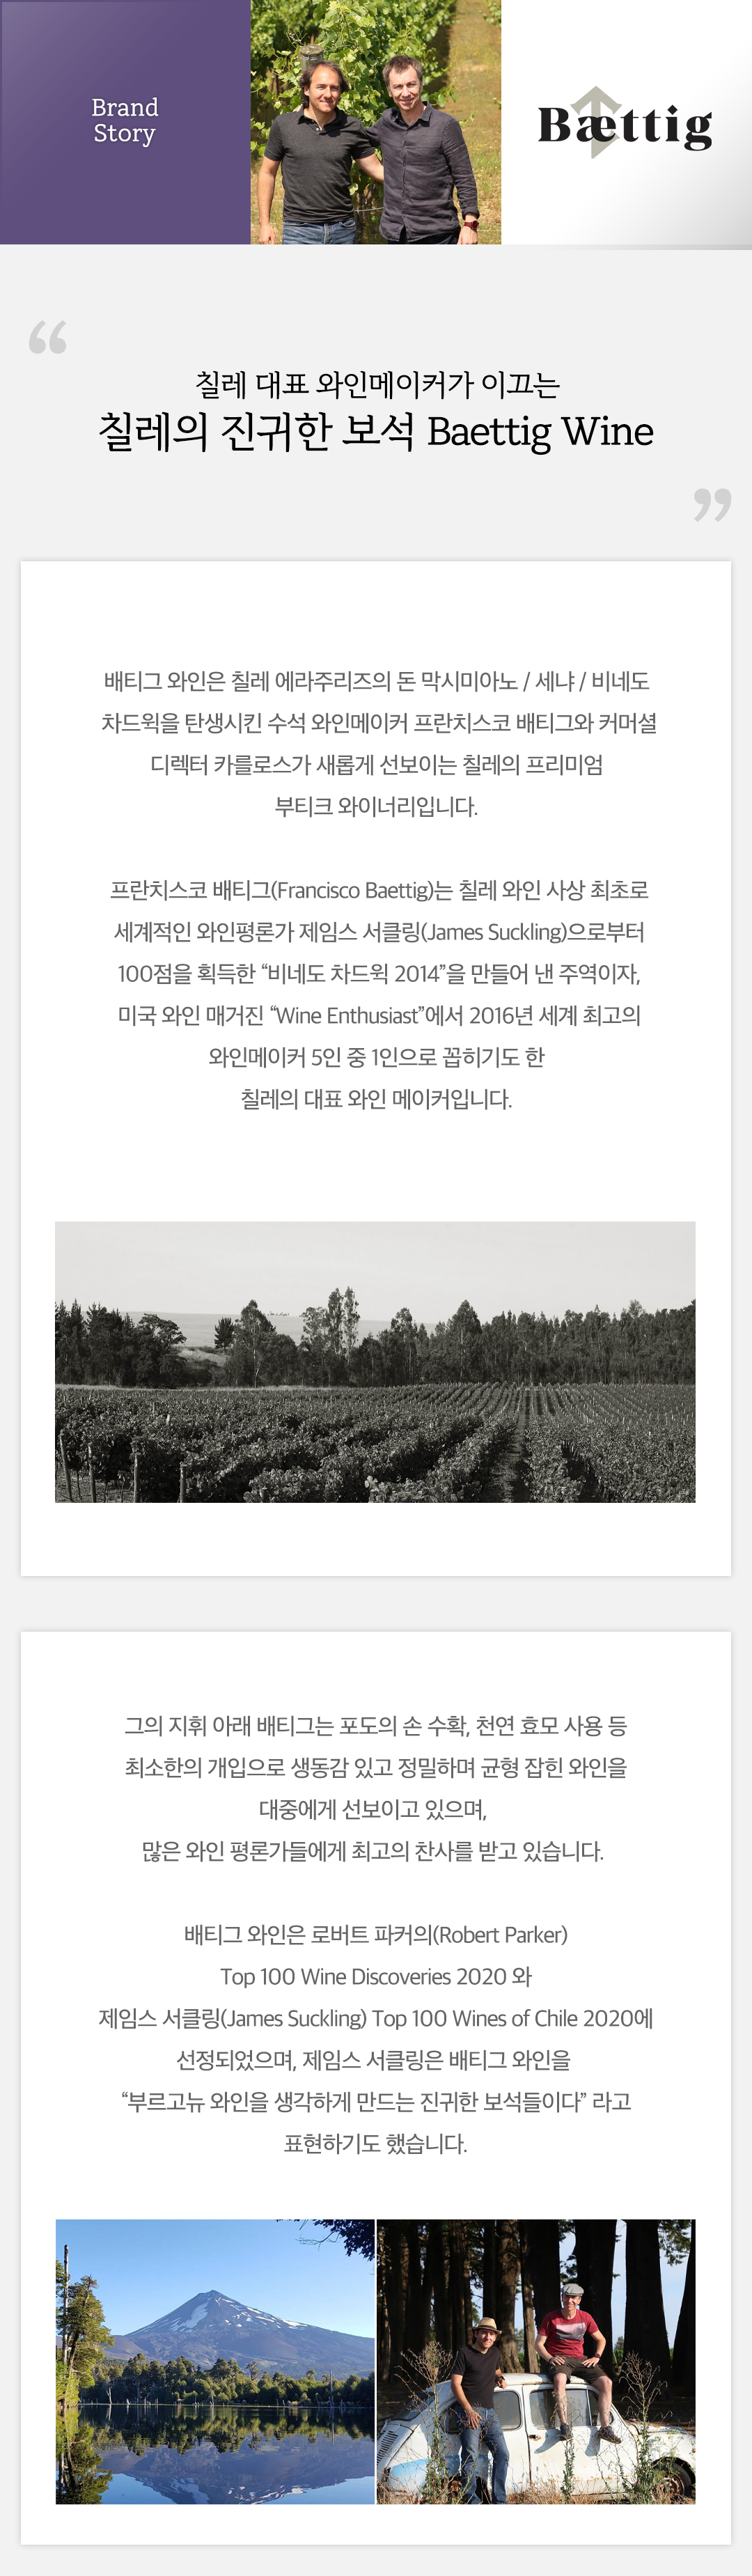 Brand
Story
Bættig
“
칠레 대표 와인메이커가 이끄는
칠레의 진귀한 보석 Baettig Wine
”
배티그 와인은 칠레 에라주리즈의 돈 막시미아노 / 세냐 / 비네도
차드윅을 탄생시킨 수석 와인메이커 프란치스코 배티그와 커머셜
디렉터 카를로스가 새롭게 선보이는 칠레의 프리미엄
부티크 와이너리입니다.
프란치스코 배티그(Francisco Baettig)는 칠레 와인 사상 최초로
세계적인 와인평론가 제임스 서클링(James Suckling)으로부터
100점을 획득한 “비네도 차드윅 2014”을 만들어 낸 주역이자,
미국 와인 매거진 “Wine Enthusiast”에서 2016년 세계 최고의
와인메이커 5인 중 1인으로 꼽히기도 한
칠레의 대표 와인 메이커입니다.
그의 지휘 아래 배티그는 포도의 손 수확, 천연 효모 사용 등
최소한의 개입으로 생동감 있고 정밀하며 균형 잡힌 와인을
대중에게 선보이고 있으며,
많은 와인 평론가들에게 최고의 찬사를 받고 있습니다.
배티그 와인은 로버트 파커의(Robert Parker)
Top 100 Wine Discoveries 2020 와
제임스 서클링(James Suckling) Top 100 Wines of Chile 2020에
선정되었으며, 제임스 서클링은 배티그 와인을
“부르고뉴 와인을 생각하게 만드는 진귀한 보석들이다” 라고
표현하기도 했습니다.